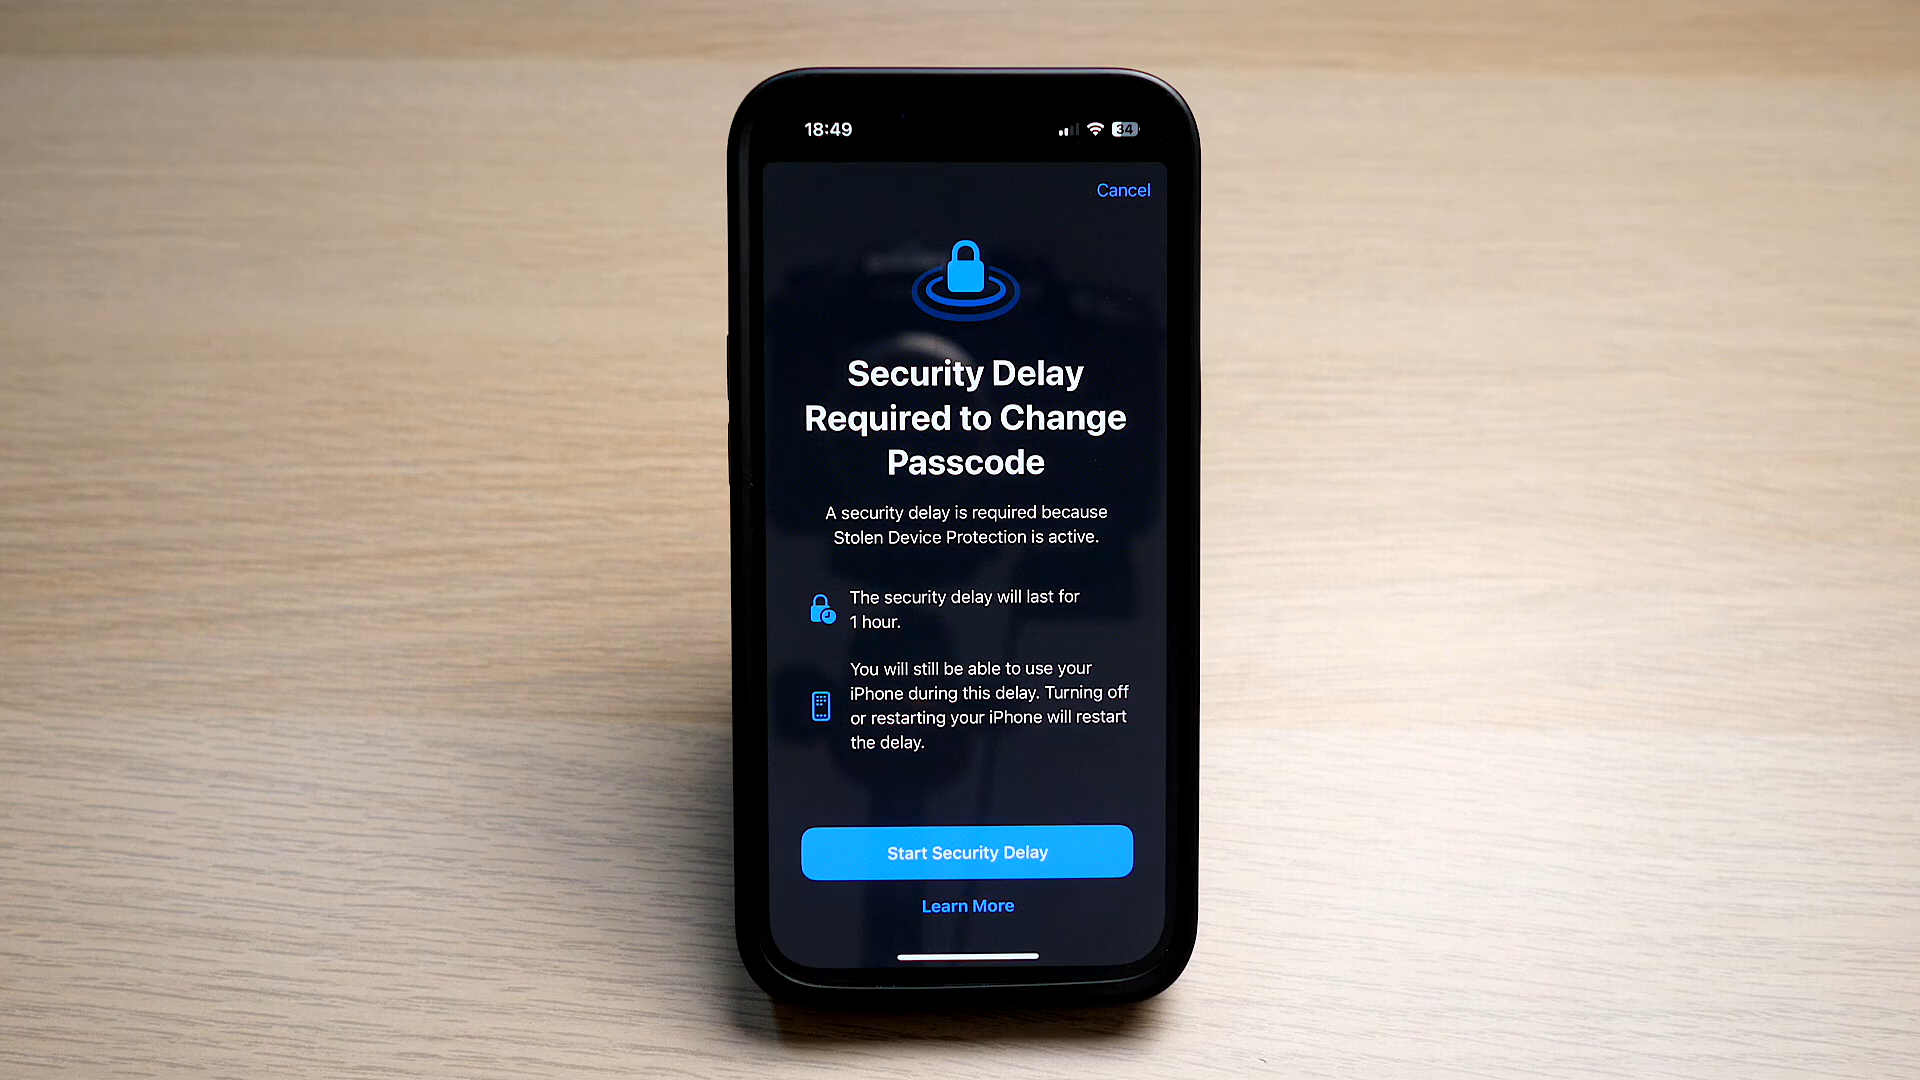 18:49
34
Cancel
Security Delay
Required to Change
Passcode
A security delay is required because
Stolen Device Protection is active.
The security delay will last for
1 hour.
You will still be able to use your
iPhone during this delay. Turning off
or restarting your iPhone will restart
the delay.
Start Security Delay
Learn More